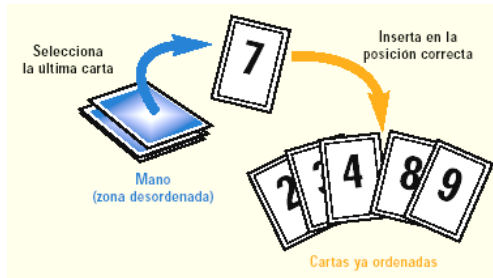 Selecciona
la ultima carta
7
Inserta en la
posición correcta
Mano
(zona desordenada)
2 3 4 8 9
Cartas ya ordenadas